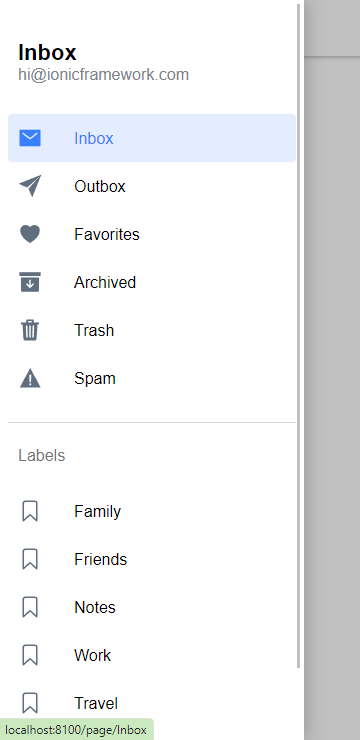 Inbox
hi@ionicframework.com
Inbox
Outbox
Favorites
Archived
Trash
Spam
Labels
Family
Friends
Notes
Work
Travel
localhost:8100/page/Inbox